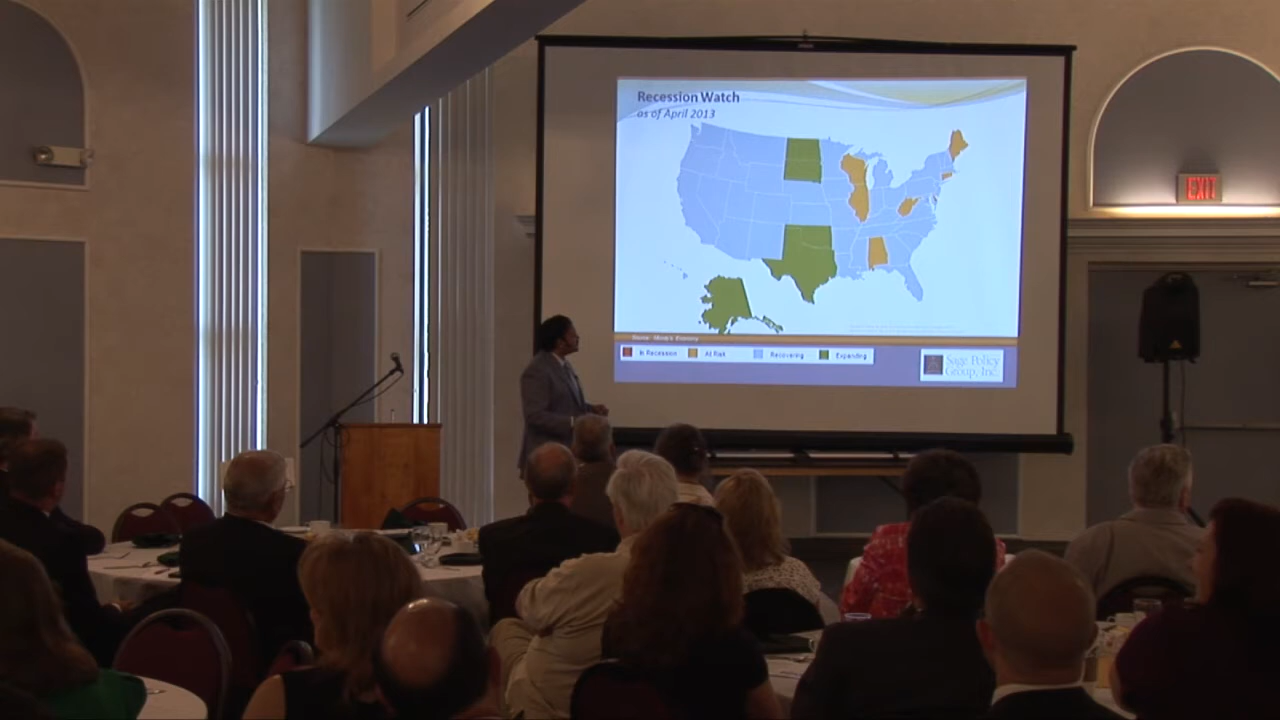 Recession Watch
as of April 2013
EXIT
In Recession
At Risk
Recovering
Expanding
Sage Policy
Group, Inc.